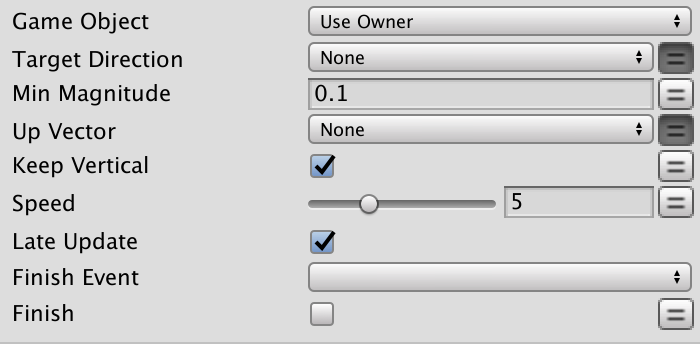 Game Object Use Owner
Target Direction None =
Min Magnitude 0.1 =
Up Vector None =
Keep Vertical =
Speed 5 =
Late Update
Finish Event
Finish =